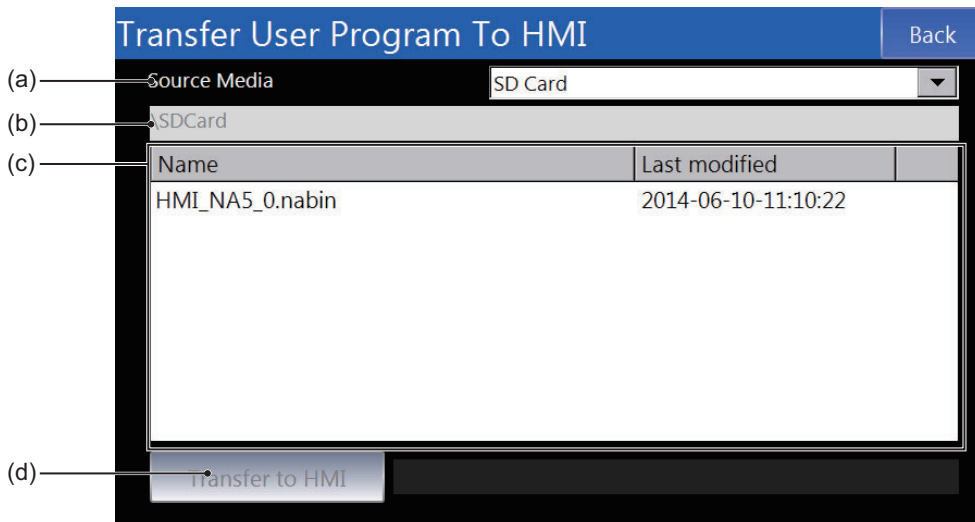 Transfer User Program To HMI Back
(a) Source Media SD Card
(b) \SDCard
(c) Name Last modified
HMI_NA5_0.nabin 2014-06-10-11:10:22
(d) Transfer to HMI